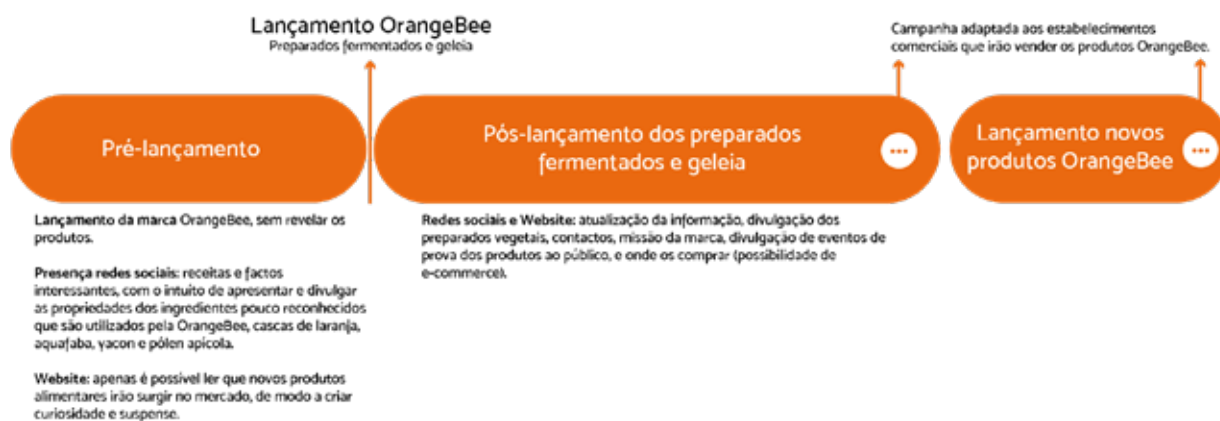 Lançamento OrangeBee
Preparados fermentados e geleia
Campanha adaptada aos estabelecimentos
comerciais que irão vender os produtos OrangeBee.
Pré-lançamento
Pós-lançamento dos preparados
fermentados e geleia
Lançamento novos
produtos OrangeBee
Lançamento da marca OrangeBee, sem revelar os
produtos.
Presença redes sociais: receitas e factos
interessantes, com o intuito de apresentar e divulgar
as propriedades dos ingredientes pouco reconhecidos
que são utilizados pela OrangeBee, cascas de laranja,
aquafaba, yacon e pólen apícola.
Website: apenas é possível ler que novos produtos
alimentares irão surgir no mercado, de modo a criar
curiosidade e suspense.
Redes sociais e Website: atualização da informação, divulgação dos
preparados vegetais, contactos, missão da marca, divulgação de eventos de
prova dos produtos ao público, e onde os comprar (possibilidade de
e-commerce).